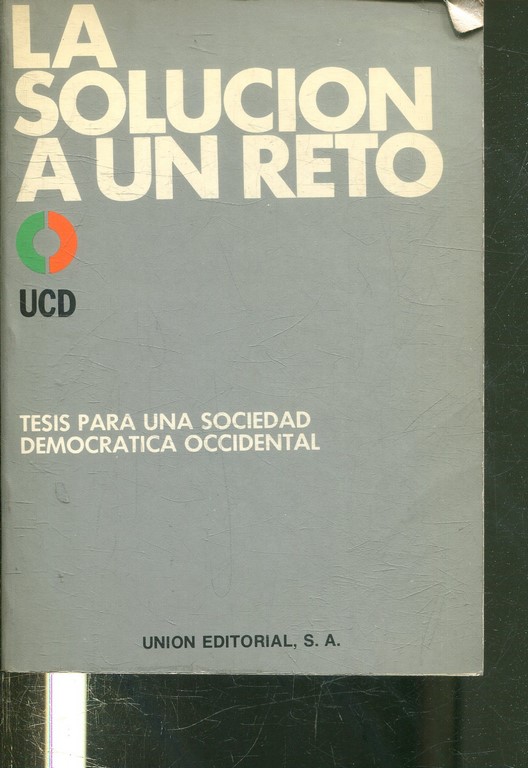 LA
SOLUCION
A UN RETO
UCD
TESIS PARA UNA SOCIEDAD
DEMOCRATICA OCCIDENTAL
UNION EDITORIAL, S. A.